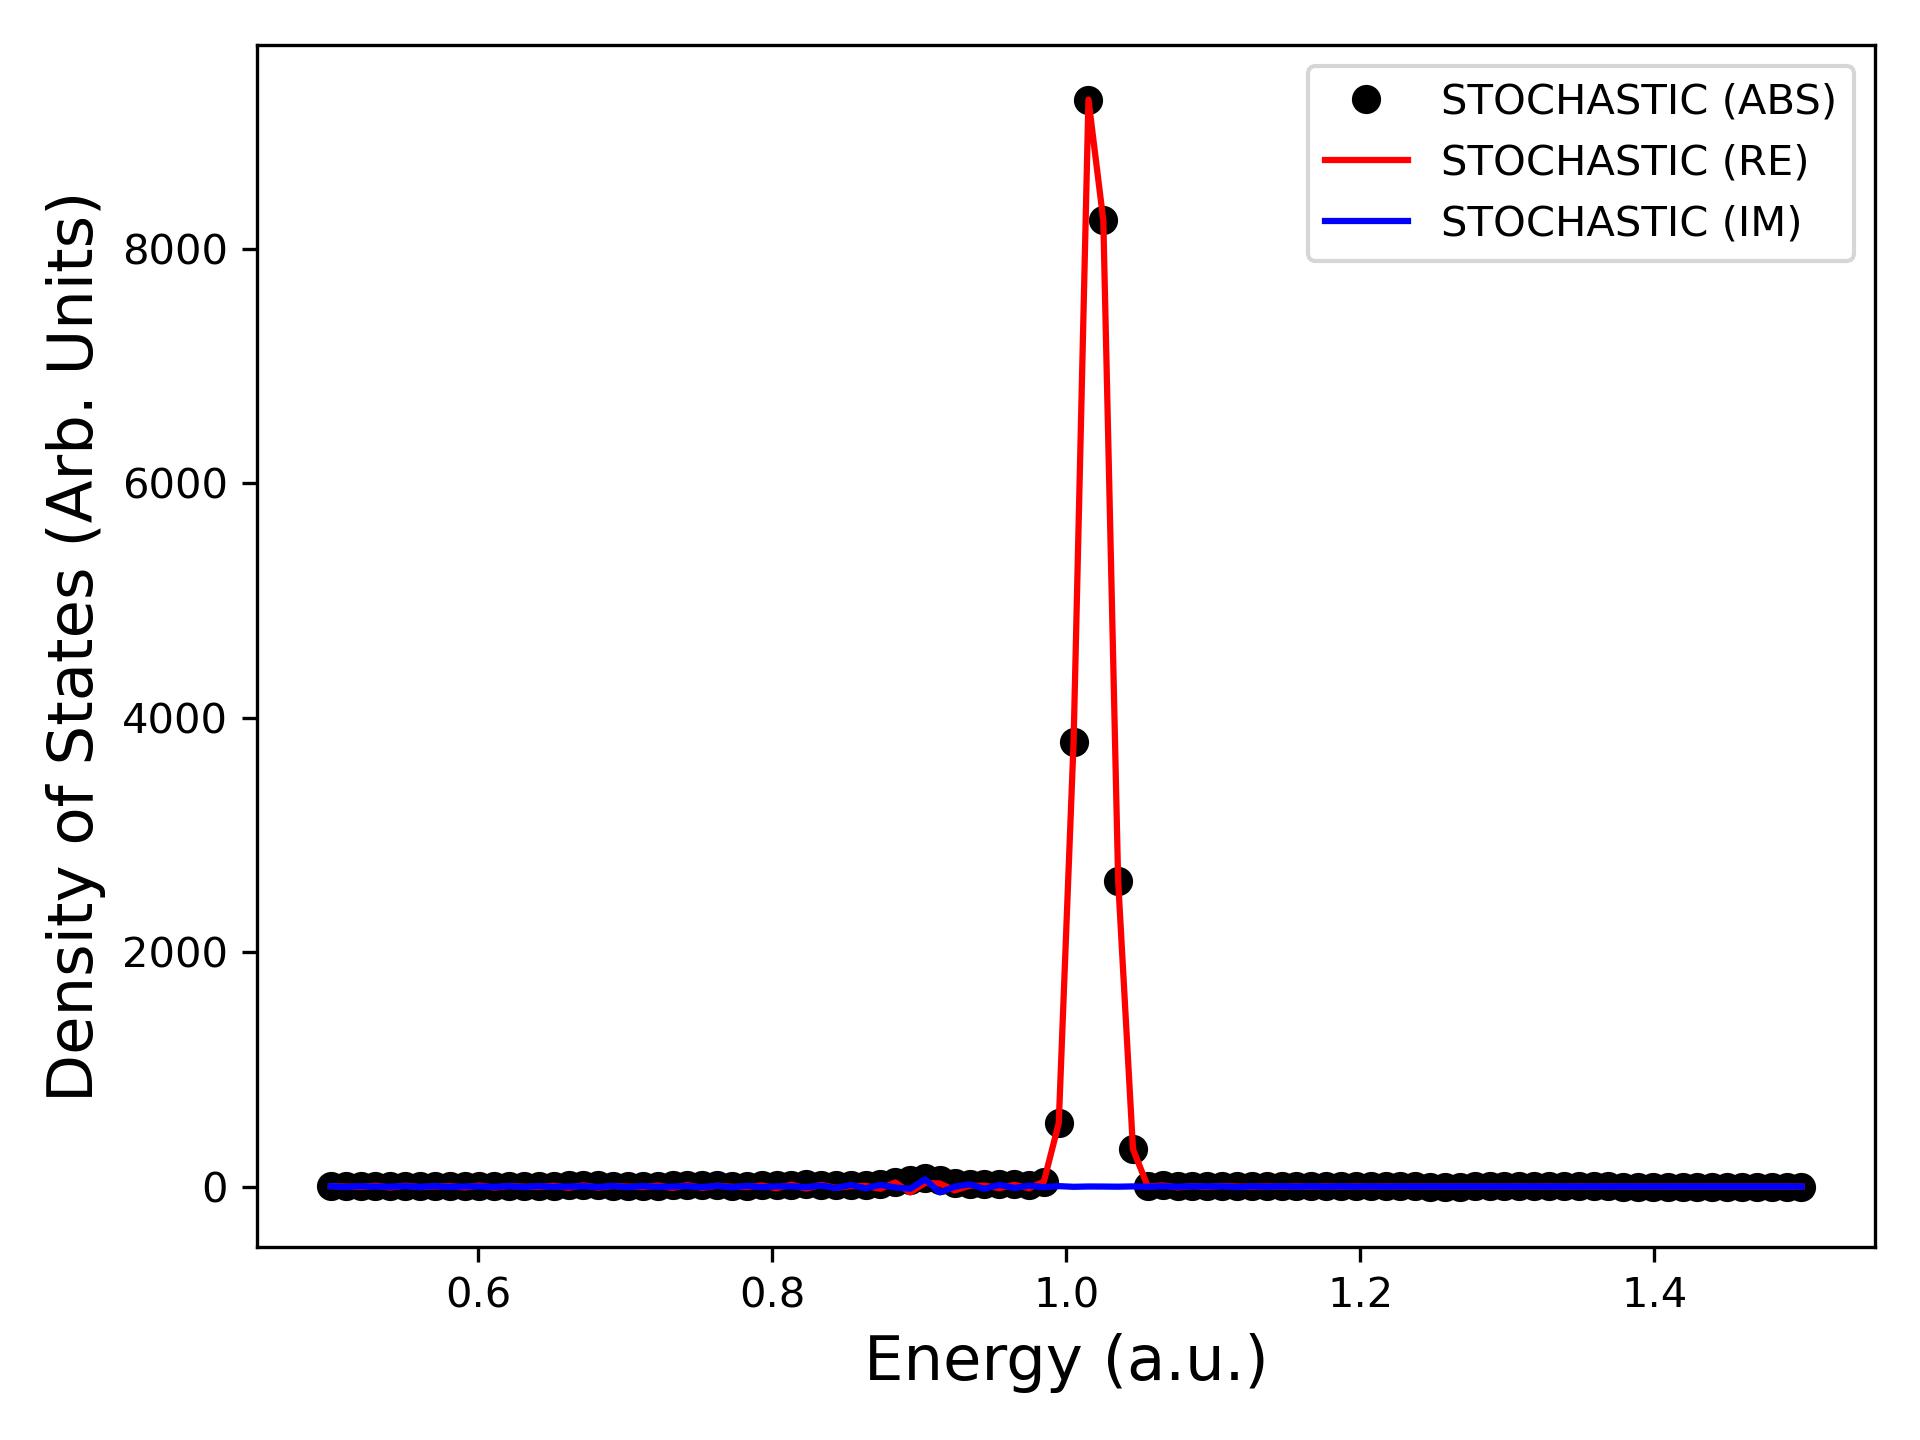 STOCHASTIC (ABS)
STOCHASTIC (RE)
STOCHASTIC (IM)
Density of States (Arb. Units)
8000
6000
4000
2000
0
0.6 0.8 1.0 1.2 1.4
Energy (a.u.)